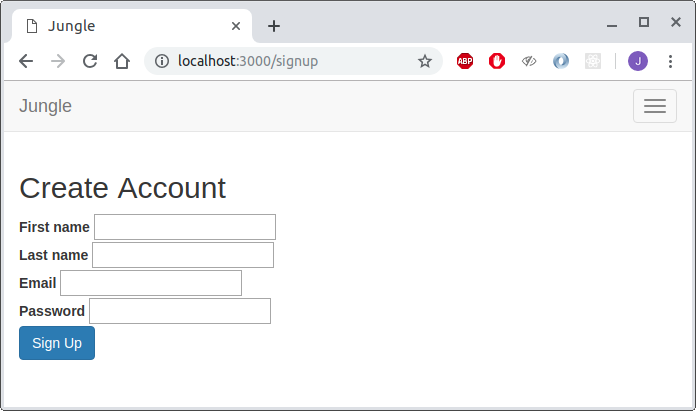 Jungle
localhost:3000/signup
ABP
J
Jungle
Create Account
First name
Last name
Email
Password
Sign Up